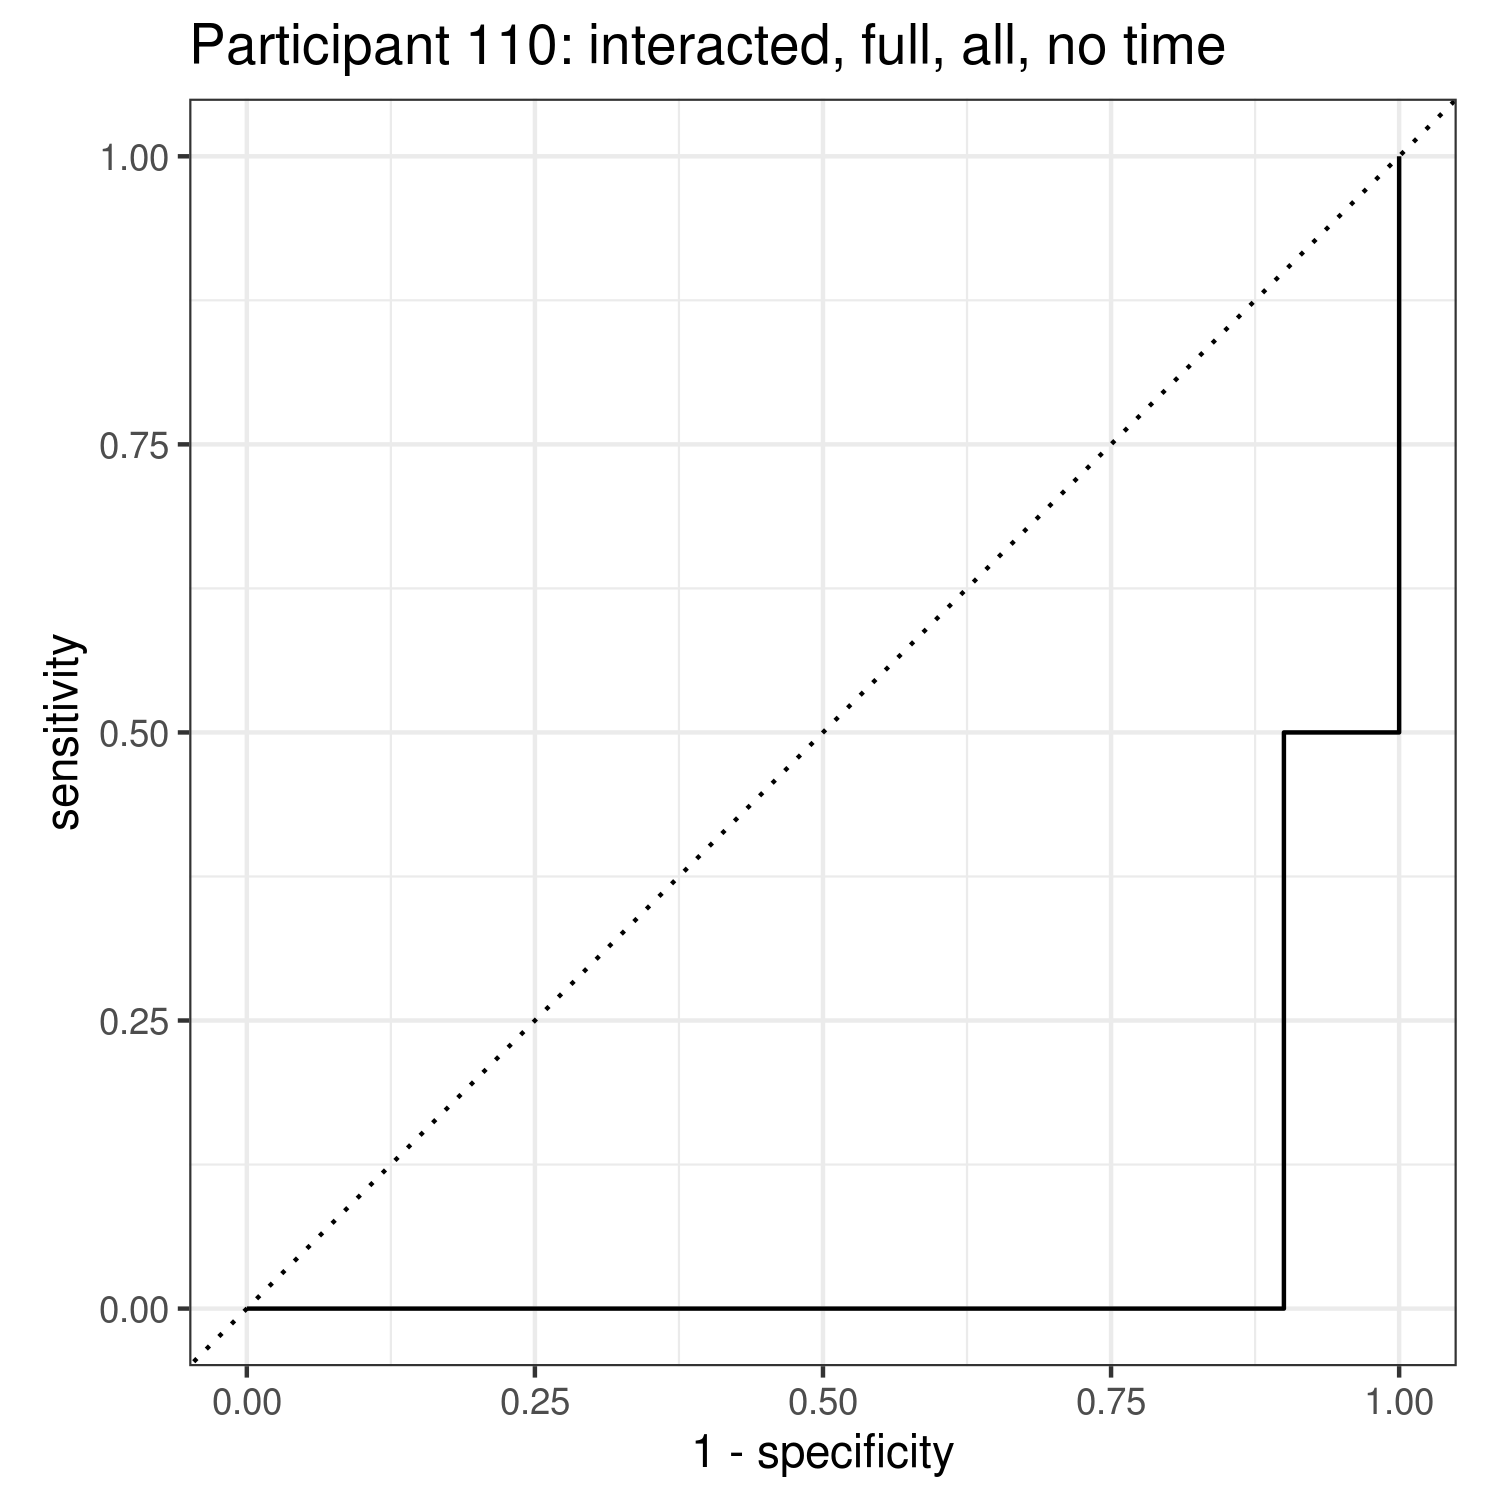 Participant 110: interacted, full, all, no time
1.00
0.75
0.50
0.25
0.00
sensitivity
0.00 0.25 0.50 0.75 1.00
1 - specificity